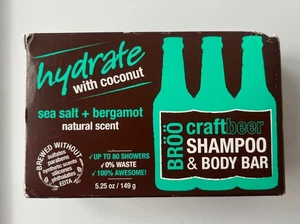 hydrate
with coconut
sea salt + bergamot
natural scent
BREWED WITHOUT
sulfates
parabens
synthetic scents
silicones
phthalates
EDTA
✓UP TO 80 SHOWERS
✓0% WASTE
✓100% AWESOME!
5.25 oz / 149 g
BRÖÖ
craftbeer
SHAMPOO
& BODY BAR